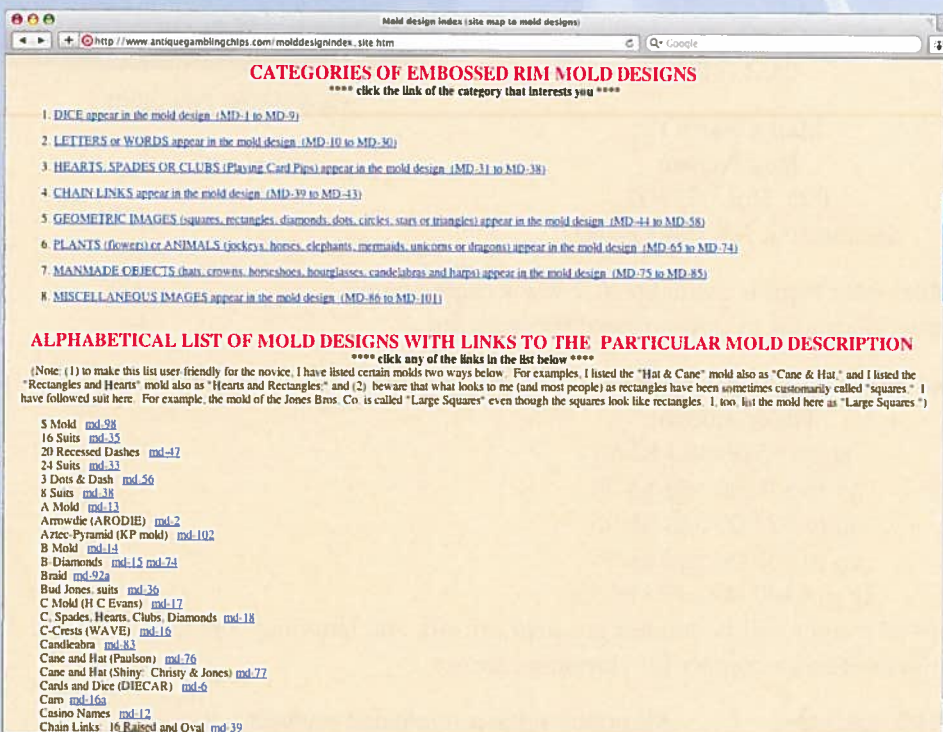 Mold design index (site map to mold designs)
http://www.antiquegamblingchips.com/molddesignindex_site.htm
Google
CATEGORIES OF EMBOSSED RIM MOLD DESIGNS
**** click the link of the category that interests you ****
1. DICE appear in the mold design (MD-1 to MD-9)
2. LETTERS or WORDS appear in the mold design (MD-10 to MD-30)
3. HEARTS, SPADES OR CLUBS (Playing Card Pips) appear in the mold design (MD-31 to MD-38)
4. CHAIN LINKS appear in the mold design (MD-39 to MD-43)
5. GEOMETRIC IMAGES (squares, rectangles, diamonds, dots, circles, stars or triangles) appear in the mold design (MD-44 to MD-58)
6. PLANTS (flowers) or ANIMALS (jockeys, horses, elephants, mermaids, unicorns or dragons) appear in the mold design (MD-65 to MD-74)
7. MANMADE OBJECTS (hats, crowns, horseshoes, hourglasses, candelabras and harps) appear in the mold design (MD-75 to MD-85)
8. MISCELLANEOUS IMAGES appear in the mold design (MD-86 to MD-101)
ALPHABETICAL LIST OF MOLD DESIGNS WITH LINKS TO THE PARTICULAR MOLD DESCRIPTION
**** click any of the links in the list below ****
(Note: (1) to make this list user-friendly for the novice, I have listed certain molds two ways below. For examples, I listed the "Hat & Cane" mold also as "Cane & Hat," and I listed the
"Rectangles and Hearts" mold also as "Hearts and Rectangles;" and (2) beware that what looks to me (and most people) as rectangles have been sometimes customarily called "squares." I
have followed suit here. For example, the mold of the Jones Bros. Co. is called "Large Squares" even though the squares look like rectangles. I, too, list the mold here as "Large Squares.")
S Mold md-98
16 Suits md-35
20 Recessed Dashes md-47
24 Suits md-33
3 Dots & Dash md-56
8 Suits md-38
A Mold md-13
Arrowdie (ARODIE) md-2
Aztec-Pyramid (KP mold) md-102
B Mold md-14
B-Diamonds md-15 md-74
Braid md-92a
Bud Jones, suits md-36
C Mold (H C Evans) md-17
C, Spades, Hearts, Clubs, Diamonds md-18
C-Crests (WAVE) md-16
Candleabra md-83
Cane and Hat (Paulson) md-76
Cane and Hat (Shiny: Christy & Jones) md-77
Cards and Dice (DIECAR) md-6
Caro md-16a
Casino Names md-12
Chain Links: 16 Raised and Oval md-39